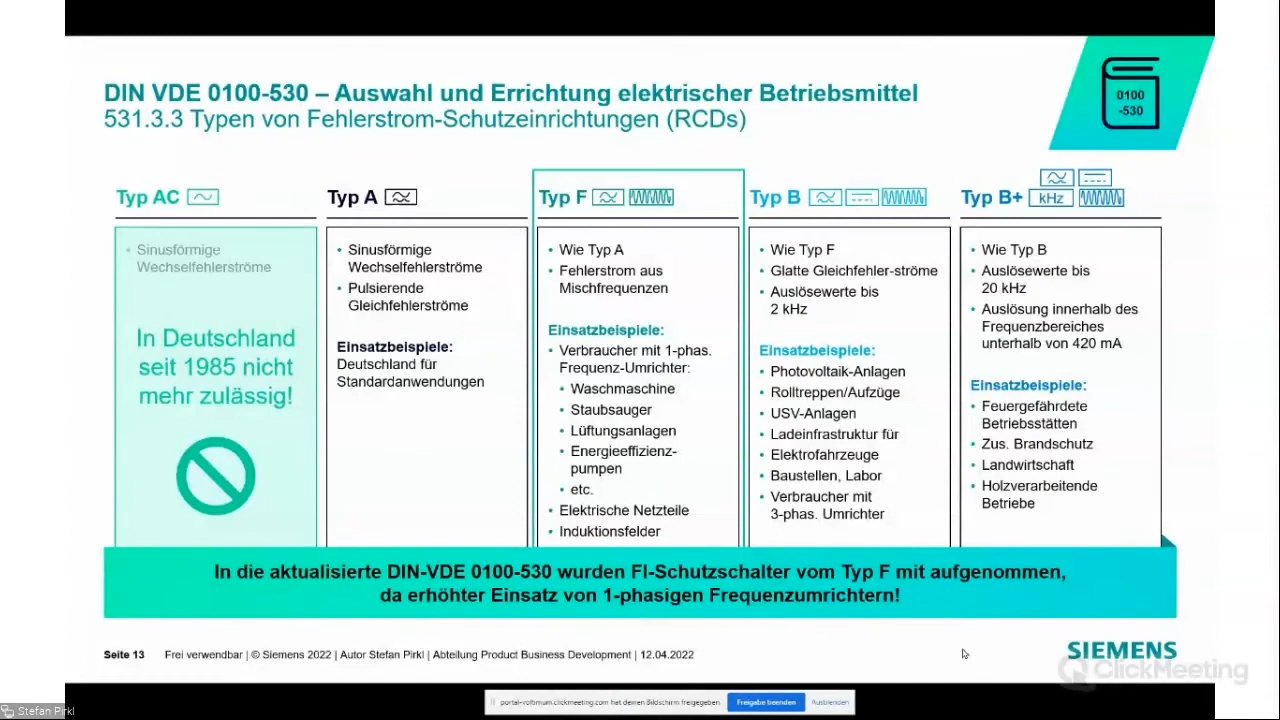 DIN VDE 0100-530 – Auswahl und Errichtung elektrischer Betriebsmittel
531.3.3 Typen von Fehlerstrom-Schutzeinrichtungen (RCDs)
0100
-530
Typ AC
• Sinusförmige
Wechselfehlerströme
In Deutschland
seit 1985 nicht
mehr zulässig!
Typ A
• Sinusförmige
Wechselfehlerströme
• Pulsierende
Gleichfehlerströme
Einsatzbeispiele:
Deutschland für
Standardanwendungen
Typ F
• Wie Typ A
• Fehlerstrom aus
Mischfrequenzen
Einsatzbeispiele:
• Verbraucher mit 1-phas.
Frequenz-Umrichter:
• Waschmaschine
• Staubsauger
• Lüftungsanlagen
• Energieeffizienz-
pumpen
• etc.
• Elektrische Netzteile
• Induktionsfelder
Typ B
• Wie Typ F
• Glatte Gleichfehler-ströme
• Auslösewerte bis
2 kHz
Einsatzbeispiele:
• Photovoltaik-Anlagen
• Rolltreppen/Aufzüge
• USV-Anlagen
• Ladeinfrastruktur für
• Elektrofahrzeuge
• Baustellen, Labor
• Verbraucher mit
3-phas. Umrichter
Typ B+ kHz
• Wie Typ B
• Auslösewerte bis
20 kHz
• Auslösung innerhalb des
Frequenzbereiches
unterhalb von 420 mA
Einsatzbeispiele:
• Feuergefährdete
Betriebsstätten
• Zus. Brandschutz
• Landwirtschaft
• Holzverarbeitende
Betriebe
In die aktualisierte DIN-VDE 0100-530 wurden FI-Schutzschalter vom Typ F mit aufgenommen,
da erhöhter Einsatz von 1-phasigen Frequenzumrichtern!
Seite 13 Frei verwendbar | © Siemens 2022 | Autor Stefan Pirkl | Abteilung Product Business Development | 12.04.2022
SIEMENS
ClickMeeting
portal-voltimum.clickmeeting.com hat deinen Bildschirm freigegeben. Freigabe beenden Ausblenden
Stefan Pirkl